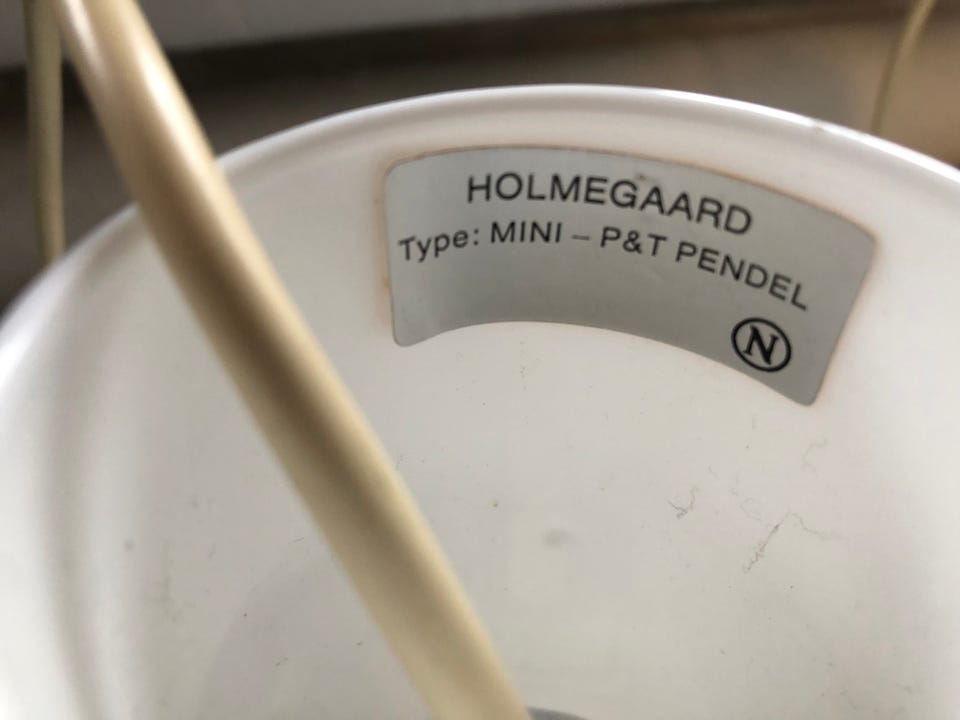 HOLMEGAARD
Type: MINI – P&T PENDEL
N